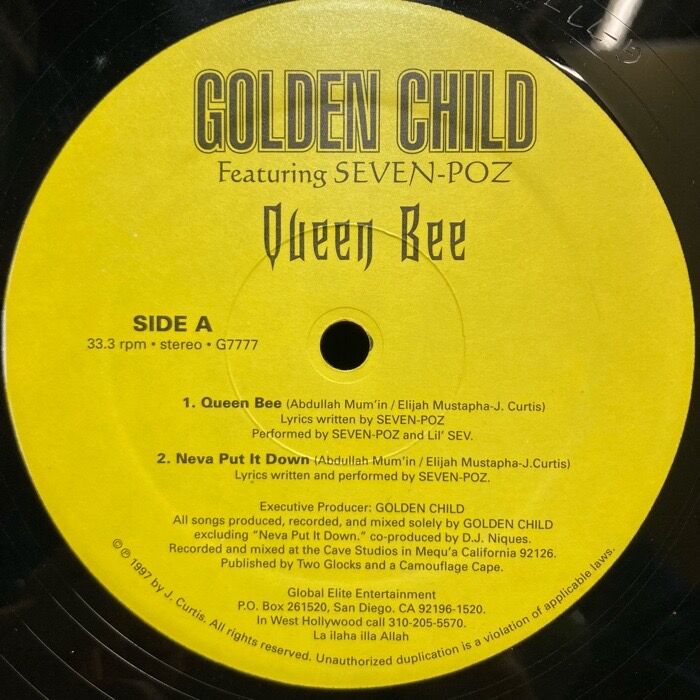 GOLDEN CHILD
Featuring SEVEN-POZ
Queen Bee
SIDE A
33.3 rpm • stereo • G7777
1. Queen Bee (Abdullah Mum'in / Elijah Mustapha-J. Curtis)
Lyrics written by SEVEN-POZ
Performed by SEVEN-POZ and Lil' SEV.
2. Neva Put It Down (Abdullah Mum'in / Elijah Mustapha-J.Curtis)
Lyrics written and performed by SEVEN-POZ.
Executive Producer: GOLDEN CHILD
All songs produced, recorded, and mixed solely by GOLDEN CHILD
excluding "Neva Put It Down." co-produced by D.J. Niques.
Recorded and mixed at the Cave Studios in Mequ'a California 92126.
Published by Two Glocks and a Camouflage Cape.
Global Elite Entertainment
P.O. Box 261520, San Diego. CA 92196-1520.
In West Hollywood call 310-205-5570.
La ilaha illa Allah
© ℗ 1997 by J. Curtis. All rights reserved. Unauthorized duplication is a violation of applicable laws.